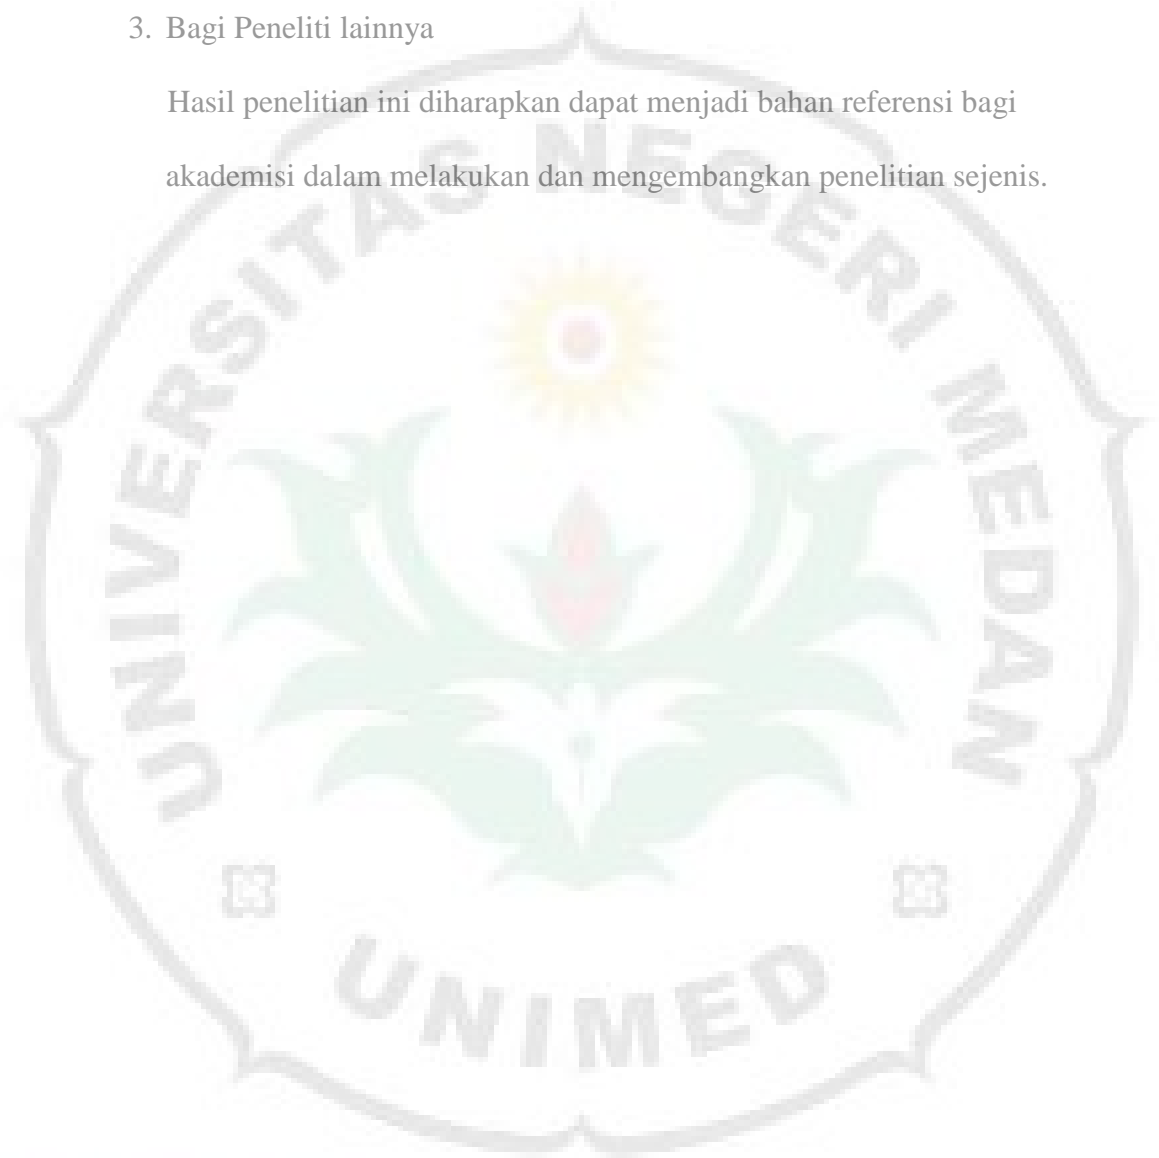 3. Bagi Peneliti lainnya
Hasil penelitian ini diharapkan dapat menjadi bahan referensi bagi
akademisi dalam melakukan dan mengembangkan penelitian sejenis.
UNIVERSITAS NEGERI MEDAN
UNIMED